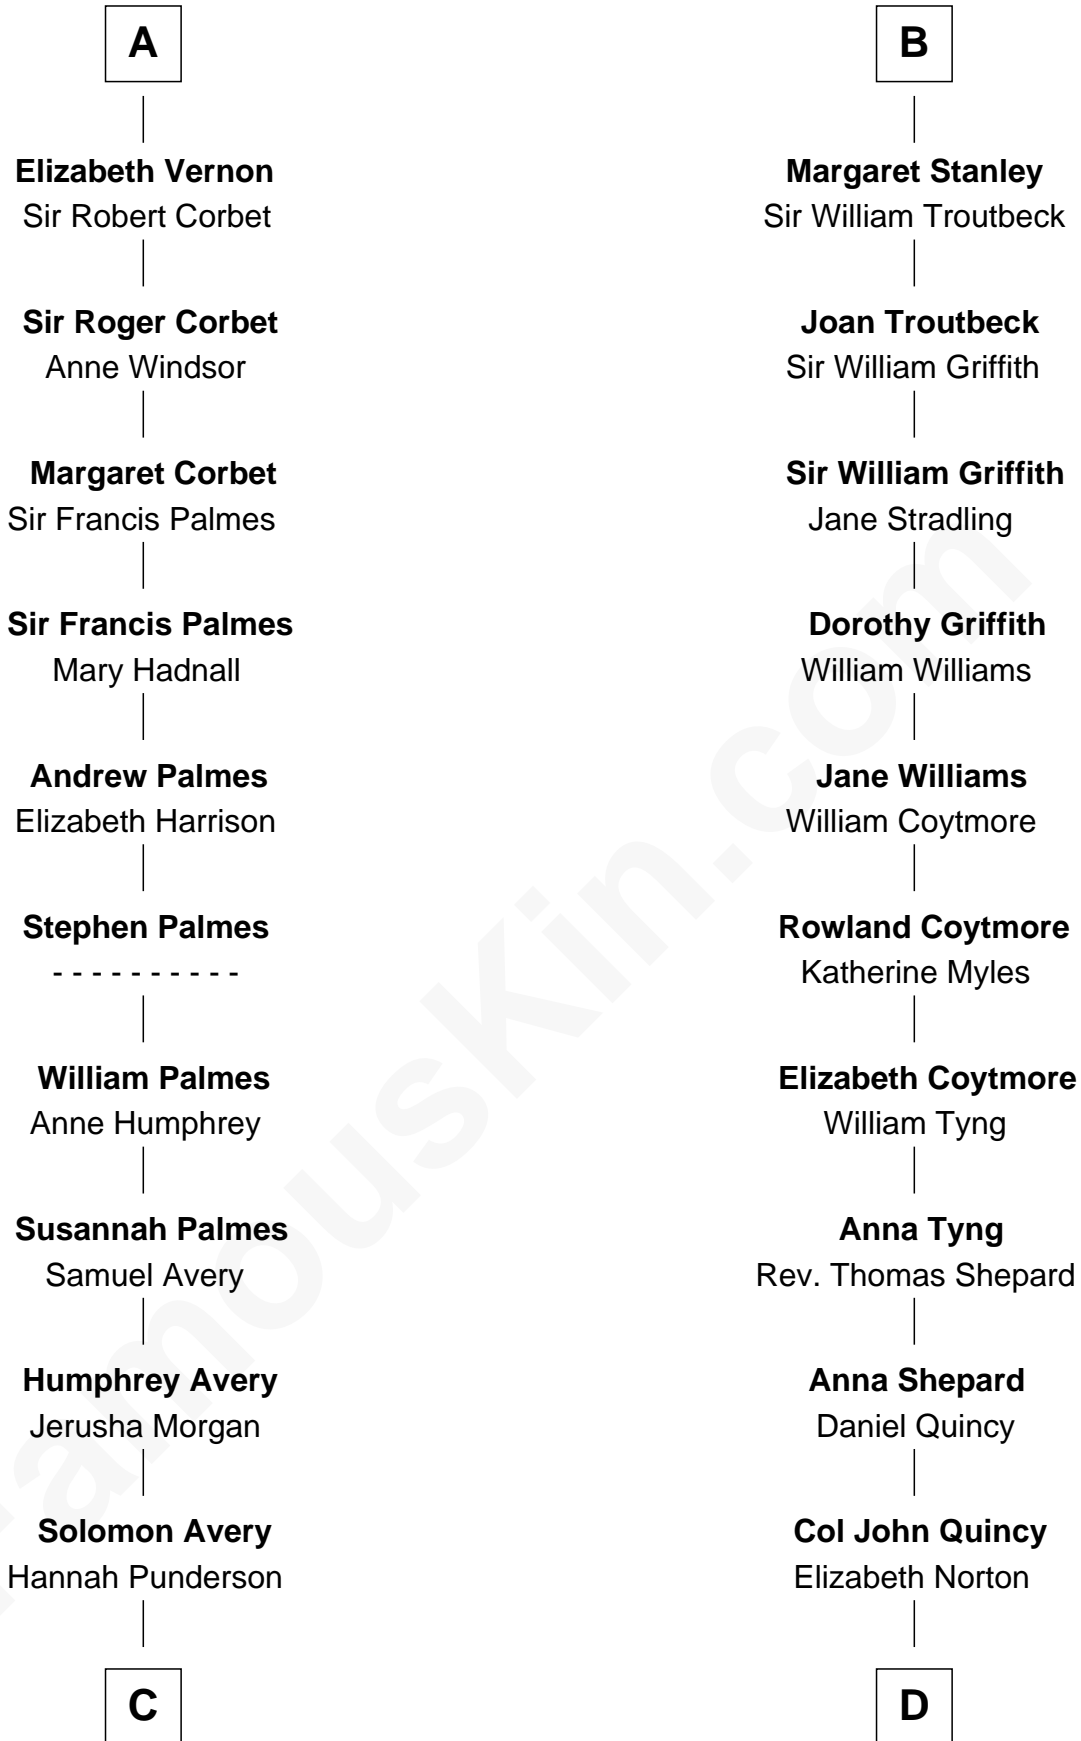 A
Elizabeth Vernon
Sir Robert Corbet
Sir Roger Corbet
Anne Windsor
Margaret Corbet
Sir Francis Palmes
Sir Francis Palmes
Mary Hadnall
Andrew Palmes
Elizabeth Harrison
Stephen Palmes
- - - - - - - - - -
William Palmes
Anne Humphrey
Susannah Palmes
Samuel Avery
Humphrey Avery
Jerusha Morgan
Solomon Avery
Hannah Punderson
C
B
Margaret Stanley
Sir William Troutbeck
Joan Troutbeck
Sir William Griffith
Sir William Griffith
Jane Stradling
Dorothy Griffith
William Williams
Jane Williams
William Coytmore
Rowland Coytmore
Katherine Myles
Elizabeth Coytmore
William Tyng
Anna Tyng
Rev. Thomas Shepard
Anna Shepard
Daniel Quincy
Col John Quincy
Elizabeth Norton
D
FamousKin.com